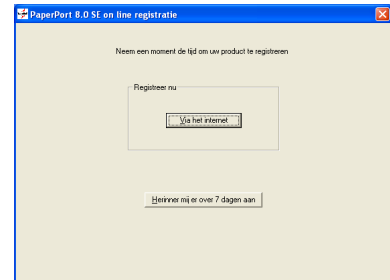 PaperPort 8.0 SE on line registratie
Neem een moment de tijd om uw product te registreren
Registreer nu
Via het internet
Herinner mij er over 7 dagen aan